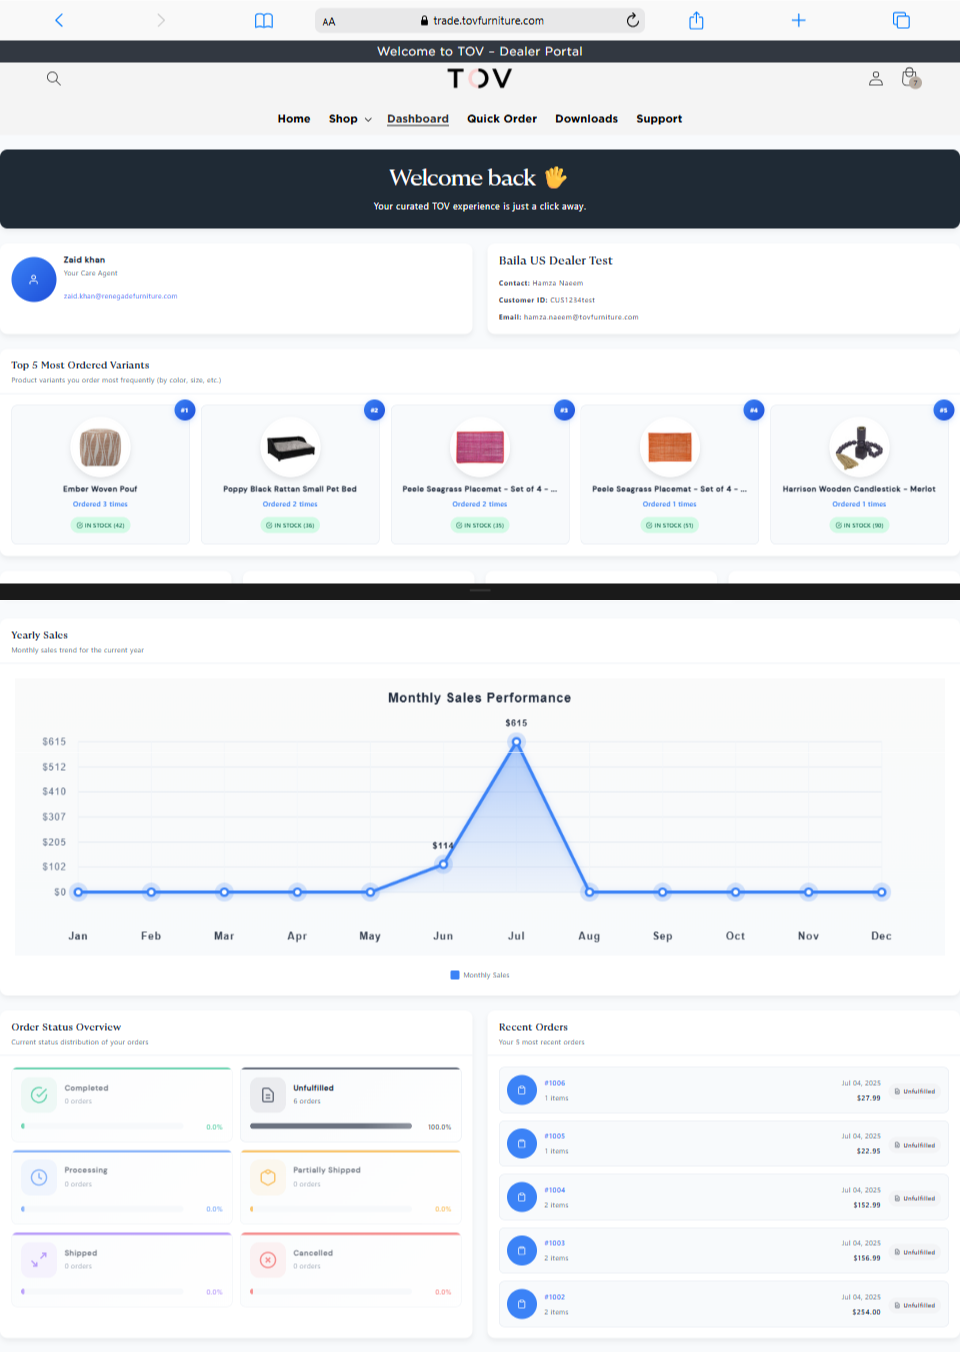 AA
trade.tovfurniture.com
Welcome to TOV – Dealer Portal
TOV
7
Home Shop Dashboard Quick Order Downloads Support
Welcome back 👋
Your curated TOV experience is just a click away.
Zaid khan
Your Care Agent
zaid.khan@renegadefurniture.com
Baila US Dealer Test
Contact: Hamza Naeem
Customer ID: CUS1234test
Email: hamza.naeem@tovfurniture.com
Top 5 Most Ordered Variants
Product variants you order most frequently (by color, size, etc.)
#1
Ember Woven Pouf
Ordered 3 times
IN STOCK (42)
#2
Poppy Black Rattan Small Pet Bed
Ordered 2 times
IN STOCK (36)
#3
Peele Seagrass Placemat – Set of 4 – ...
Ordered 2 times
IN STOCK (35)
#4
Peele Seagrass Placemat – Set of 4 – ...
Ordered 1 times
IN STOCK (51)
#5
Harrison Wooden Candlestick – Merlot
Ordered 1 times
IN STOCK (90)
Yearly Sales
Monthly sales trend for the current year
Monthly Sales Performance
$615
$615
$512
$410
$307
$205
$114
$102
$0
Jan Feb Mar Apr May Jun Jul Aug Sep Oct Nov Dec
Monthly Sales
Order Status Overview
Current status distribution of your orders
Completed
0 orders
0.0%
Unfulfilled
6 orders
100.0%
Processing
0 orders
0.0%
Partially Shipped
0 orders
0.0%
Shipped
0 orders
0.0%
Cancelled
0 orders
0.0%
Recent Orders
Your 5 most recent orders
#1006 Jul 04, 2025
1 items $27.99 Unfulfilled
#1005 Jul 04, 2025
1 items $22.95 Unfulfilled
#1004 Jul 04, 2025
2 items $152.99 Unfulfilled
#1003 Jul 04, 2025
2 items $156.99 Unfulfilled
#1002 Jul 04, 2025
2 items $254.00 Unfulfilled